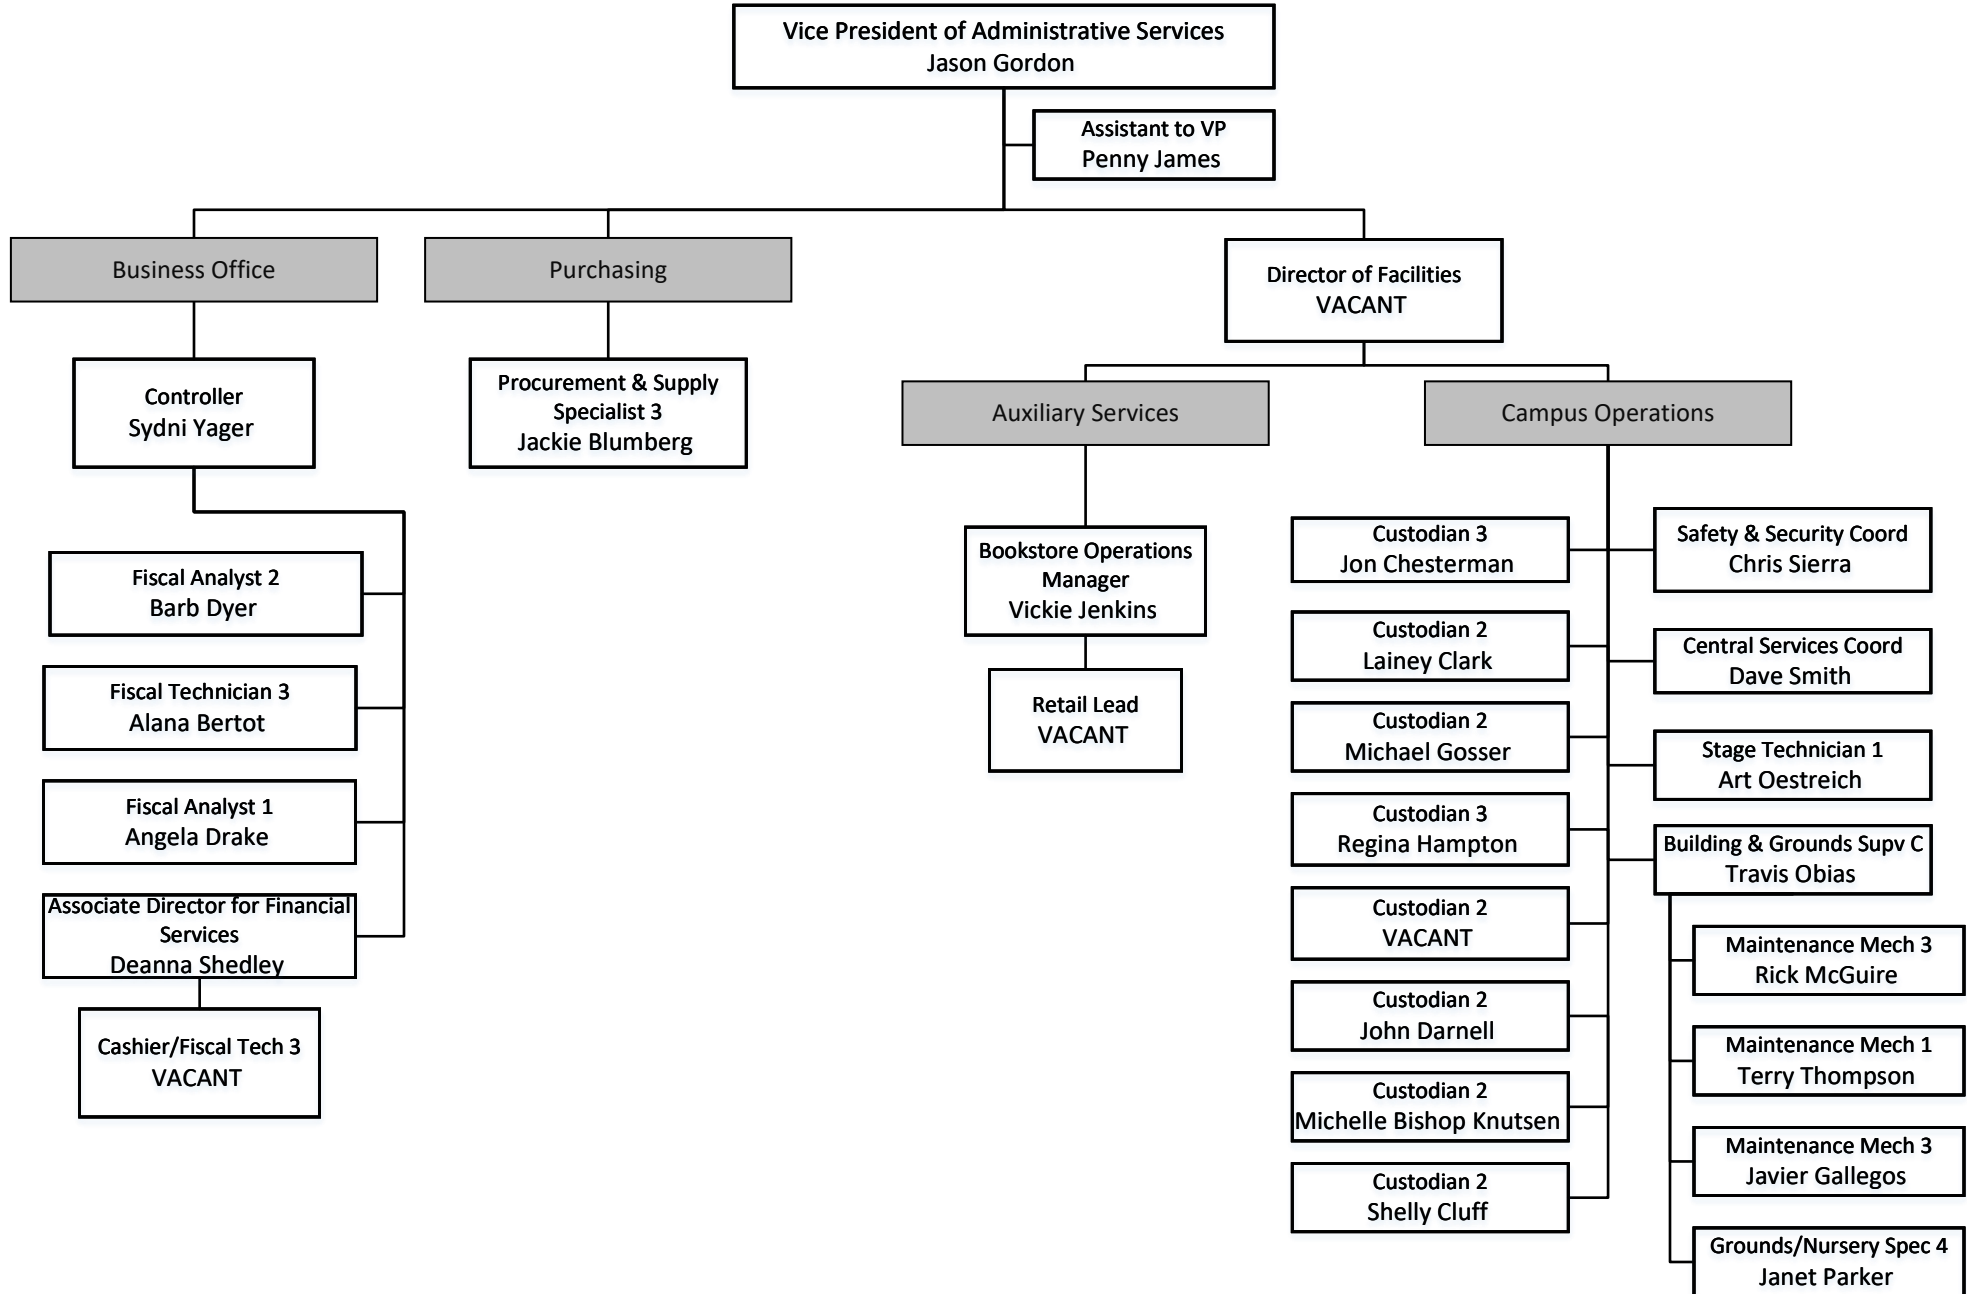 Vice President of Administrative Services
Jason Gordon
Assistant to VP
Penny James
Business Office
Purchasing
Director of Facilities
VACANT
Controller
Sydni Yager
Procurement & Supply
Specialist 3
Jackie Blumberg
Auxiliary Services
Campus Operations
Fiscal Analyst 2
Barb Dyer
Fiscal Technician 3
Alana Bertot
Fiscal Analyst 1
Angela Drake
Associate Director for Financial
Services
Deanna Shedley
Cashier/Fiscal Tech 3
VACANT
Bookstore Operations
Manager
Vickie Jenkins
Retail Lead
VACANT
Custodian 3
Jon Chesterman
Custodian 2
Lainey Clark
Custodian 2
Michael Gosser
Custodian 3
Regina Hampton
Custodian 2
VACANT
Custodian 2
John Darnell
Custodian 2
Michelle Bishop Knutsen
Custodian 2
Shelly Cluff
Safety & Security Coord
Chris Sierra
Central Services Coord
Dave Smith
Stage Technician 1
Art Oestreich
Building & Grounds Supv C
Travis Obias
Maintenance Mech 3
Rick McGuire
Maintenance Mech 1
Terry Thompson
Maintenance Mech 3
Javier Gallegos
Grounds/Nursery Spec 4
Janet Parker